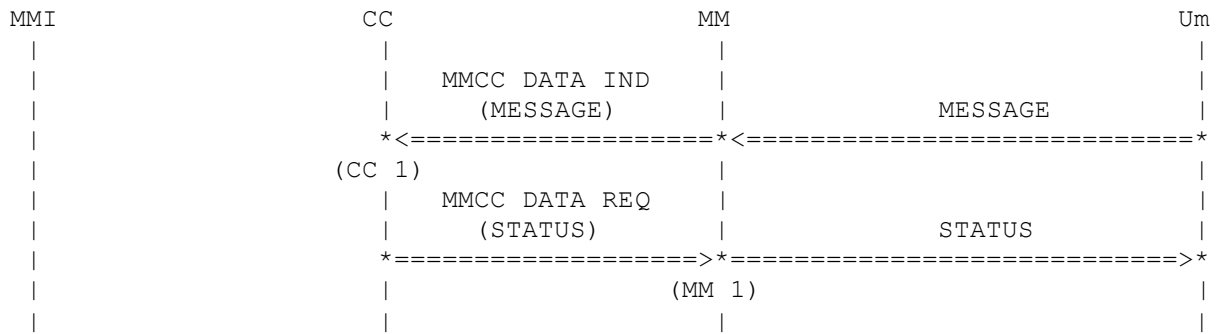 MMI CC MM Um
| | | |
| | MMCC DATA IND | |
| | (MESSAGE) | MESSAGE |
| *<====================*<============================*
| (CC 1) | |
| | MMCC DATA REQ | |
| | (STATUS) | STATUS |
| *===================>*============================>*
| | (MM 1) |
| | | |